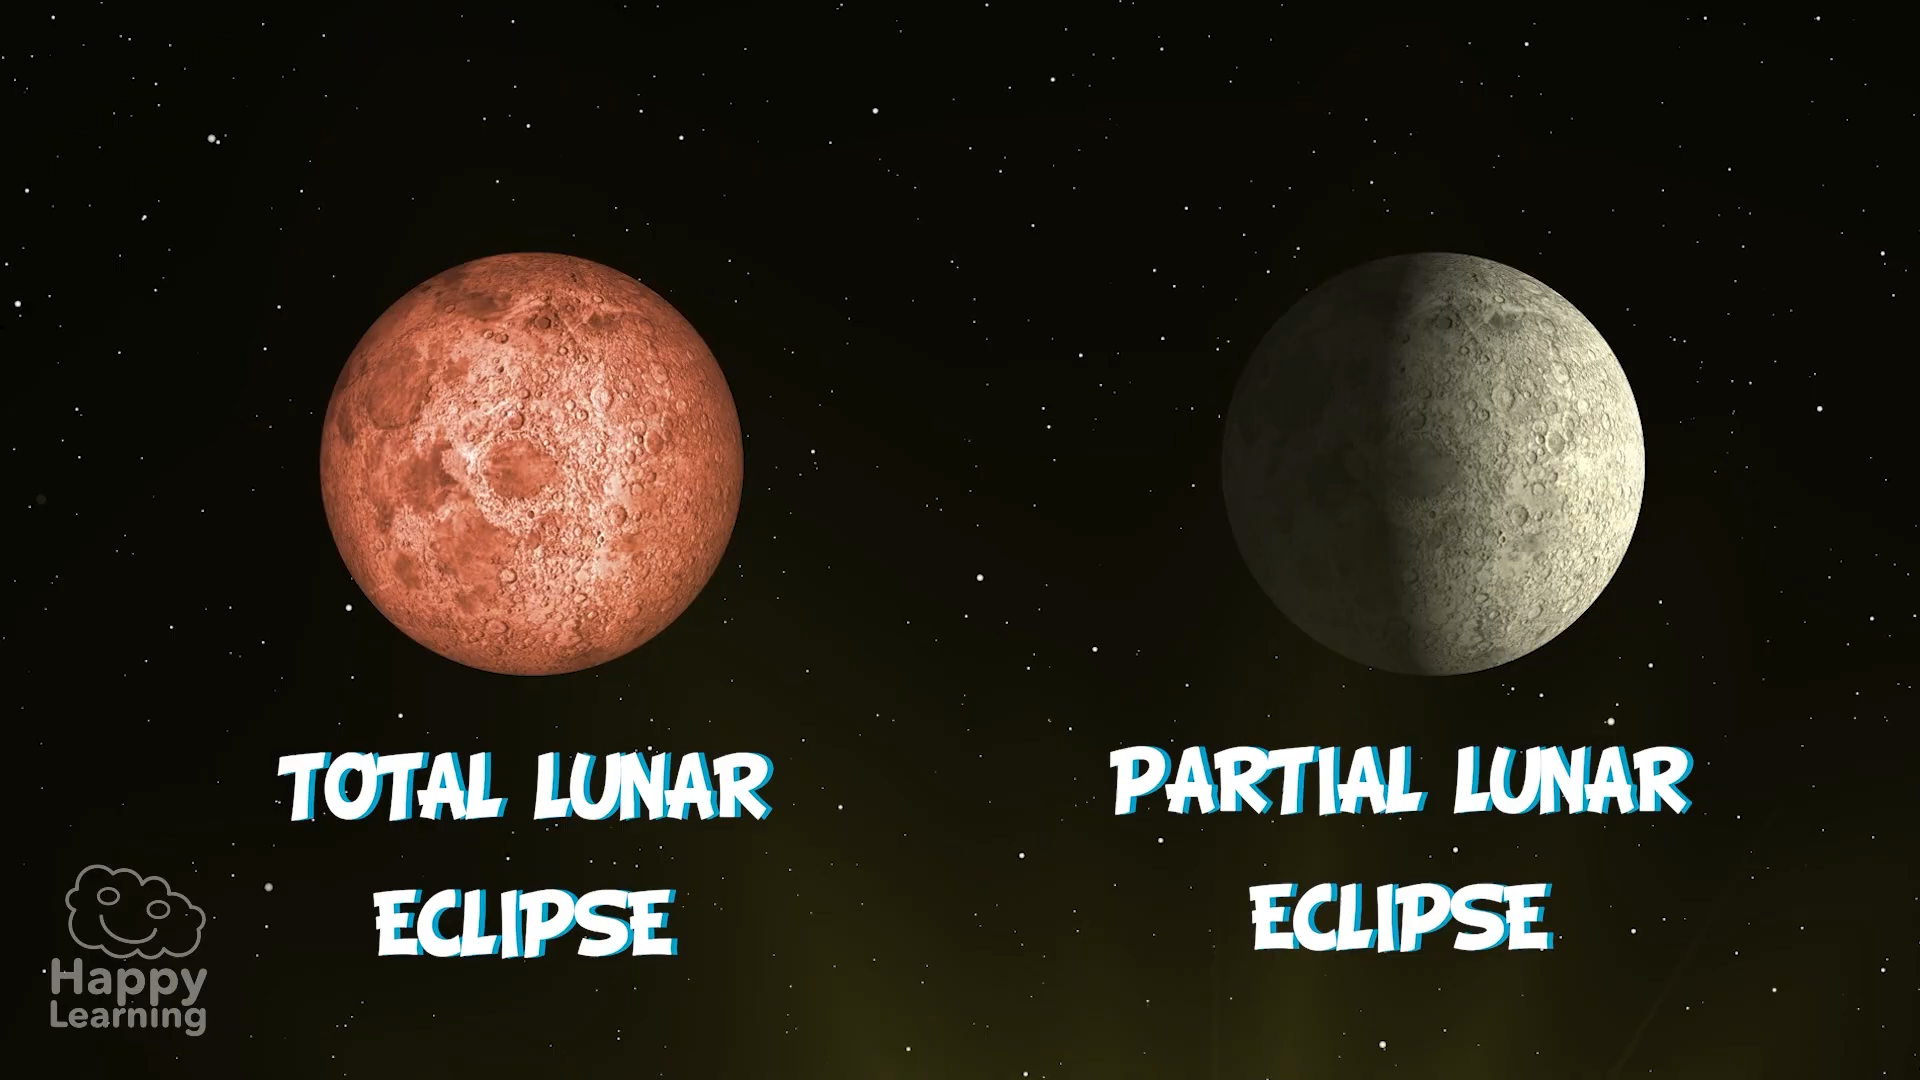 TOTAL LUNAR
ECLIPSE
PARTIAL LUNAR
ECLIPSE
Happy
Learning